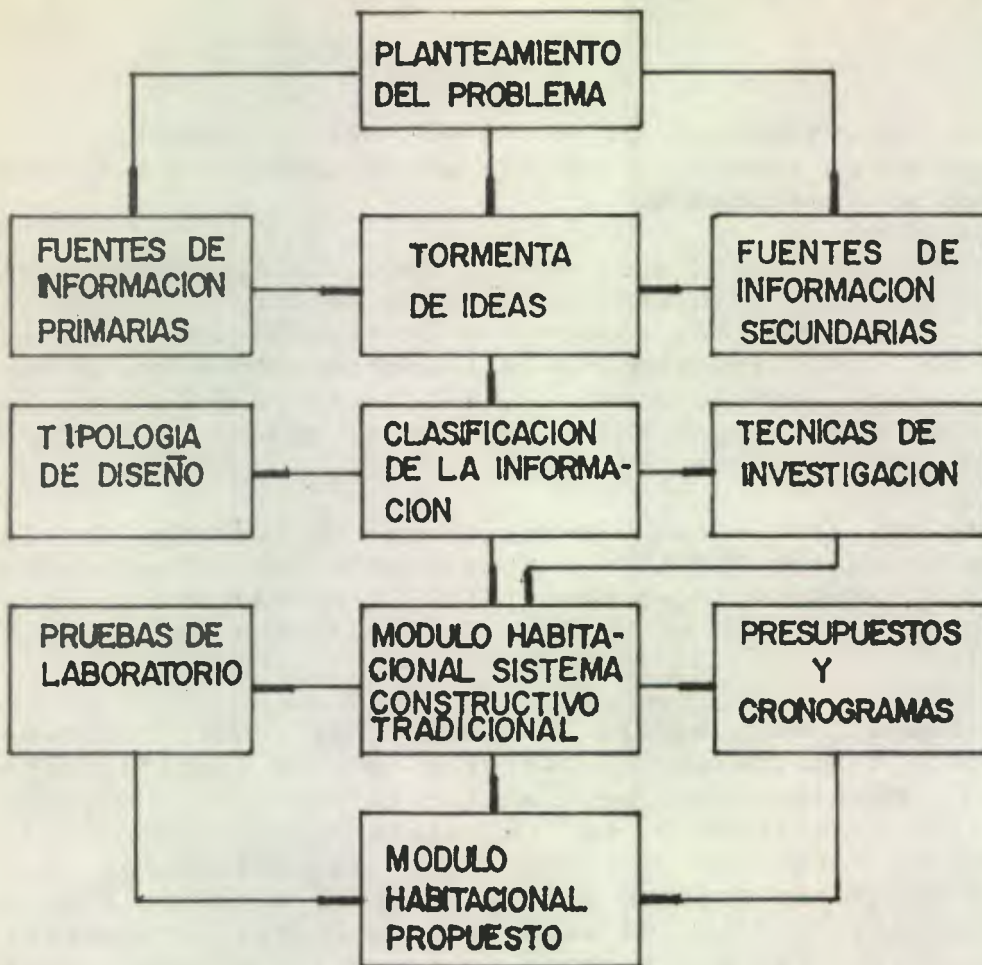 PLANTEAMIENTO
DEL PROBLEMA
FUENTES DE
INFORMACION
PRIMARIAS
TORMENTA
DE IDEAS
FUENTES DE
INFORMACION
SECUNDARIAS
TIPOLOGIA
DE DISEÑO
CLASIFICACION
DE LA INFORMA-
CION
TECNICAS DE
INVESTIGACION
PRUEBAS DE
LABORATORIO
MODULO HABITA-
CIONAL SISTEMA
CONSTRUCTIVO
TRADICIONAL
PRESUPUESTOS
Y
CRONOGRAMAS
MODULO
HABITACIONAL
PROPUESTO